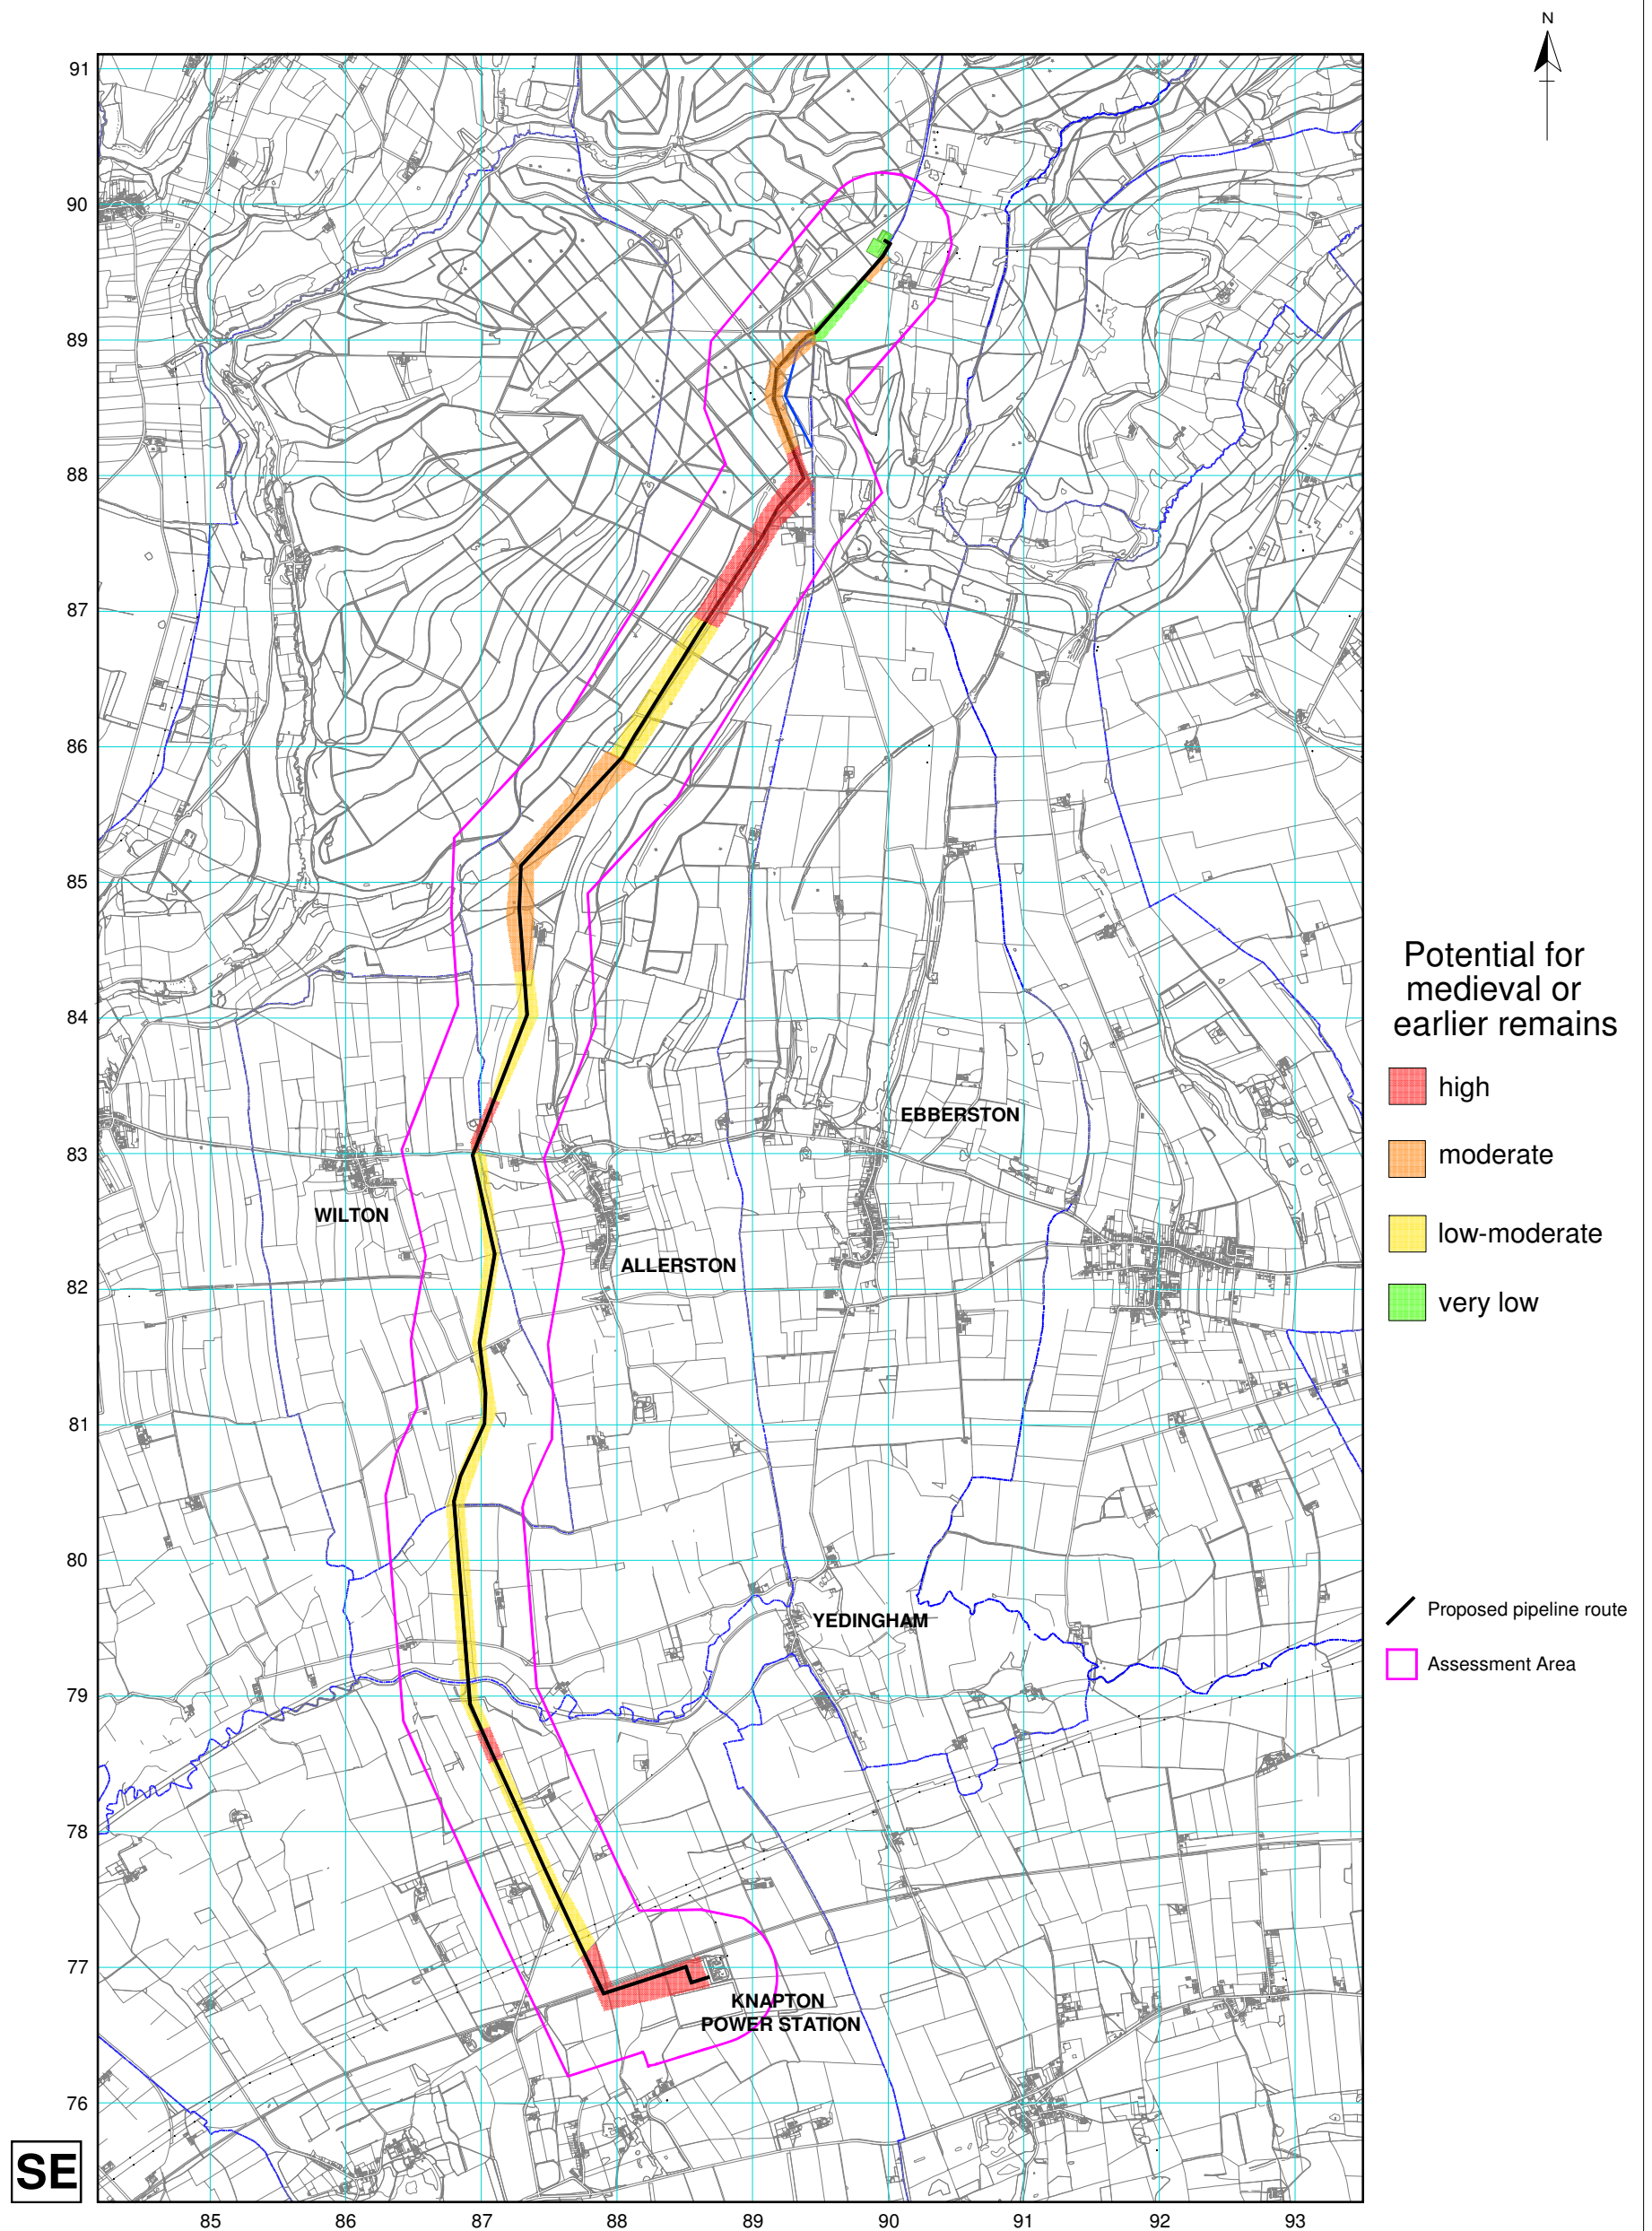 N
91
90
89
88
87
86
85
84
83
82
81
80
79
78
77
76
EBBERSTON
WILTON
ALLERSTON
YEDINGHAM
KNAPTON
POWER STATION
Potential for
medieval or
earlier remains
high
moderate
low-moderate
very low
Proposed pipeline route
Assessment Area
SE
85 86 87 88 89 90 91 92 93